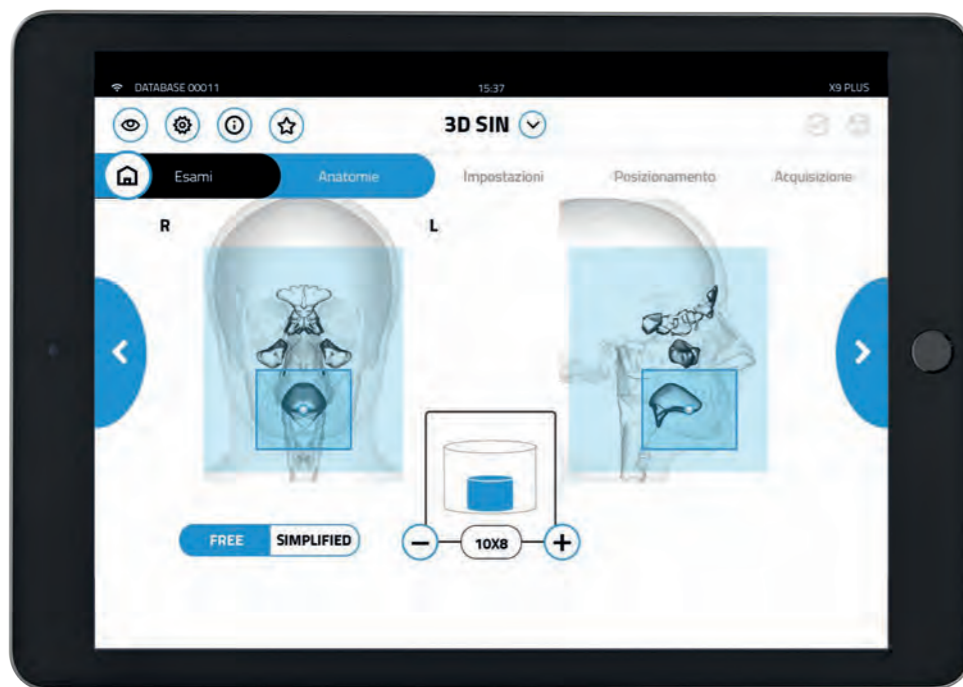 DATABASE 00011 15:37 X9 PLUS
3D SIN
Esami Anatomie Impostazioni Posizionamento Acquisizione
R L
FREE SIMPLIFIED
10X8